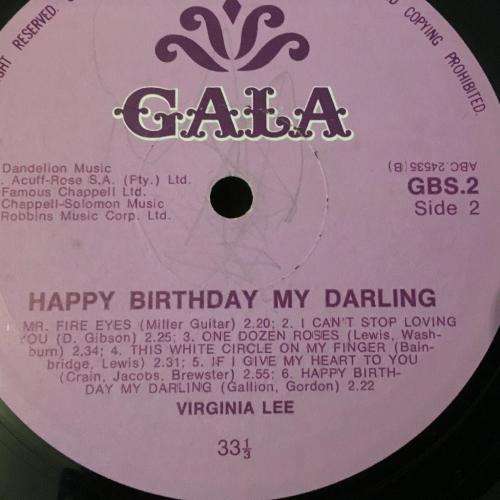 GHT RESERVED.
COPYING PROHIBITED.
GALA
Dandelion Music
. Acuff-Rose S.A. (Pty.) Ltd.
Famous Chappell Ltd.
Chappell-Solomon Music
Robbins Music Corp. Ltd.
ABC 24535 (B)
GBS.2
Side 2
HAPPY BIRTHDAY MY DARLING
MR. FIRE EYES (Miller Guitar) 2.20; 2. I CAN'T STOP LOVING
YOU (D. Gibson) 2.25; 3. ONE DOZEN ROSES (Lewis, Wash-
burn) 2.34; 4. THIS WHITE CIRCLE ON MY FINGER (Bain-
bridge, Lewis) 2.31; 5. IF I GIVE MY HEART TO YOU
(Crain, Jacobs, Brewster) 2.55; 6. HAPPY BIRTH-
DAY MY DARLING (Gallion, Gordon) 2.22
VIRGINIA LEE
33⅓